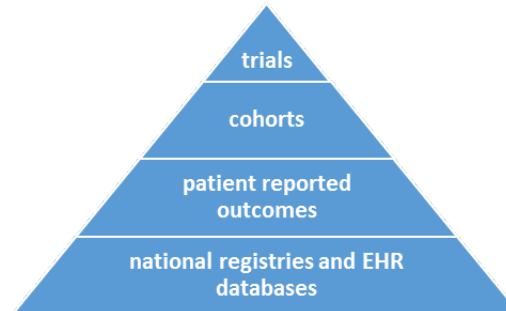 trials
cohorts
patient reported
outcomes
national registries and EHR
databases